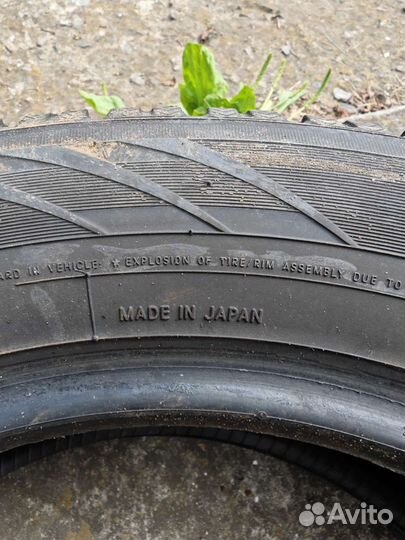 ARD IN VEHICLE. • EXPLOSION OF TIRE/RIM ASSEMBLY DUE TO
MADE IN JAPAN
Avito